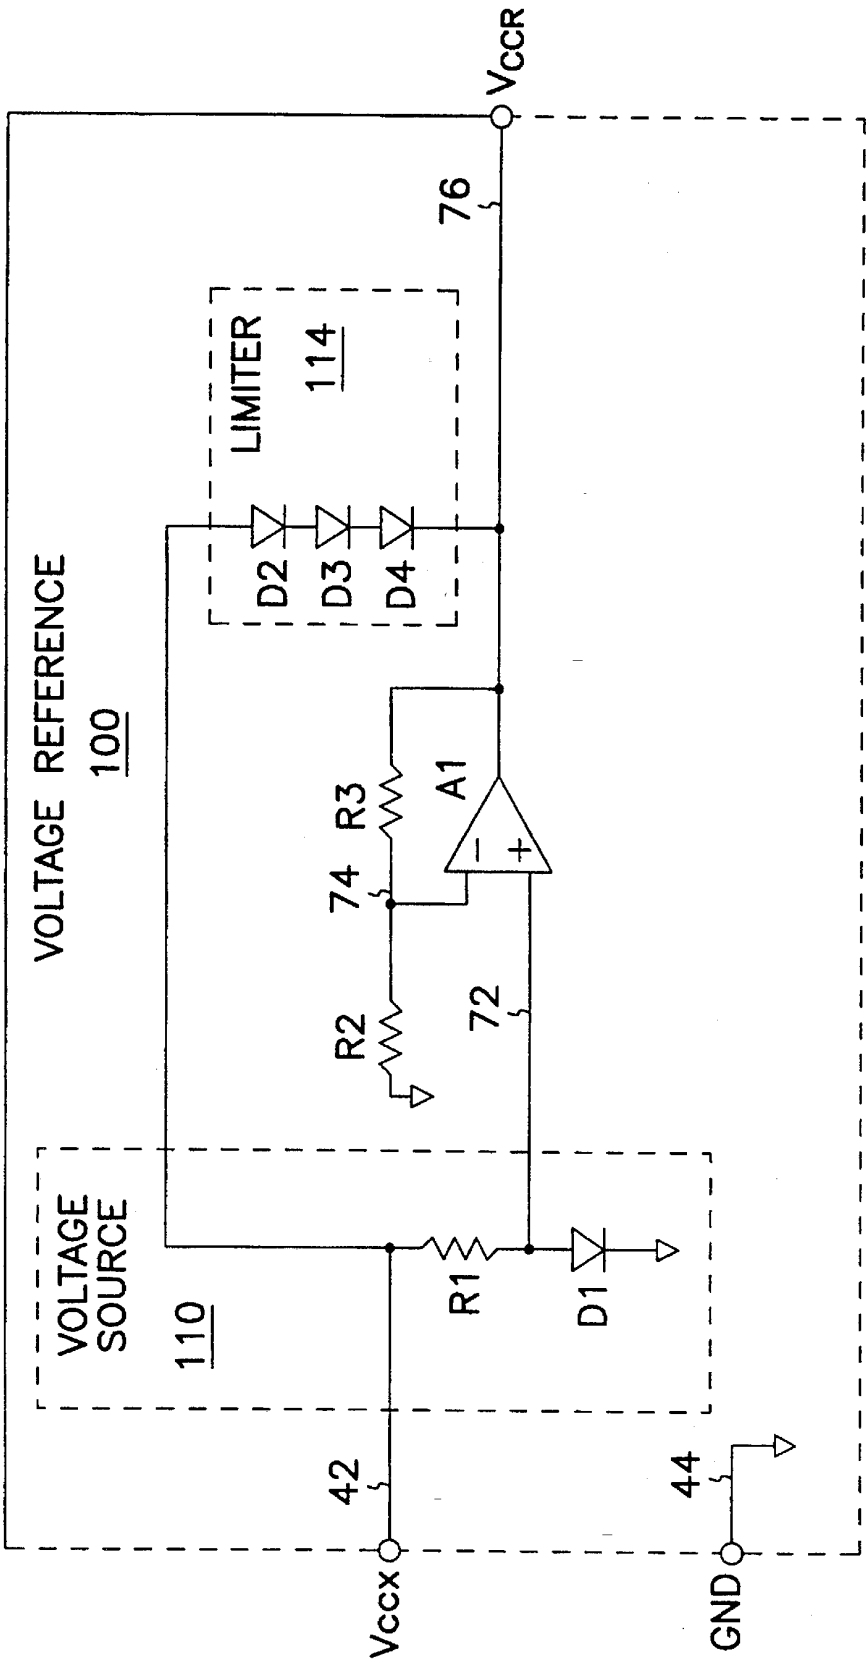 VOLTAGE REFERENCE
100
VOLTAGE
SOURCE
110
LIMITER
114
D2
D3
D4
R3
R2
74
A1
−
+
72
76
42
R1
D1
44
VCCX
GND
VCCR